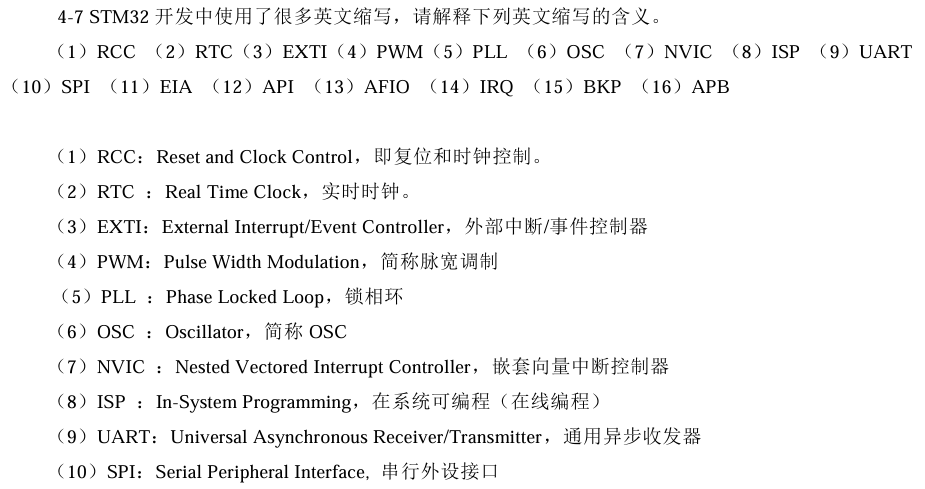 4-7 STM32 开发中使用了很多英文缩写，请解释下列英文缩写的含义。
（1）RCC （2）RTC（3）EXTI（4）PWM（5）PLL （6）OSC （7）NVIC （8）ISP （9）UART
（10）SPI （11）EIA （12）API （13）AFIO （14）IRQ （15）BKP （16）APB
（1）RCC：Reset and Clock Control，即复位和时钟控制。
（2）RTC ：Real Time Clock，实时时钟。
（3）EXTI：External Interrupt/Event Controller，外部中断/事件控制器
（4）PWM：Pulse Width Modulation，简称脉宽调制
（5）PLL ：Phase Locked Loop，锁相环
（6）OSC ：Oscillator，简称 OSC
（7）NVIC ：Nested Vectored Interrupt Controller，嵌套向量中断控制器
（8）ISP ：In-System Programming，在系统可编程（在线编程）
（9）UART：Universal Asynchronous Receiver/Transmitter，通用异步收发器
（10）SPI：Serial Peripheral Interface, 串行外设接口